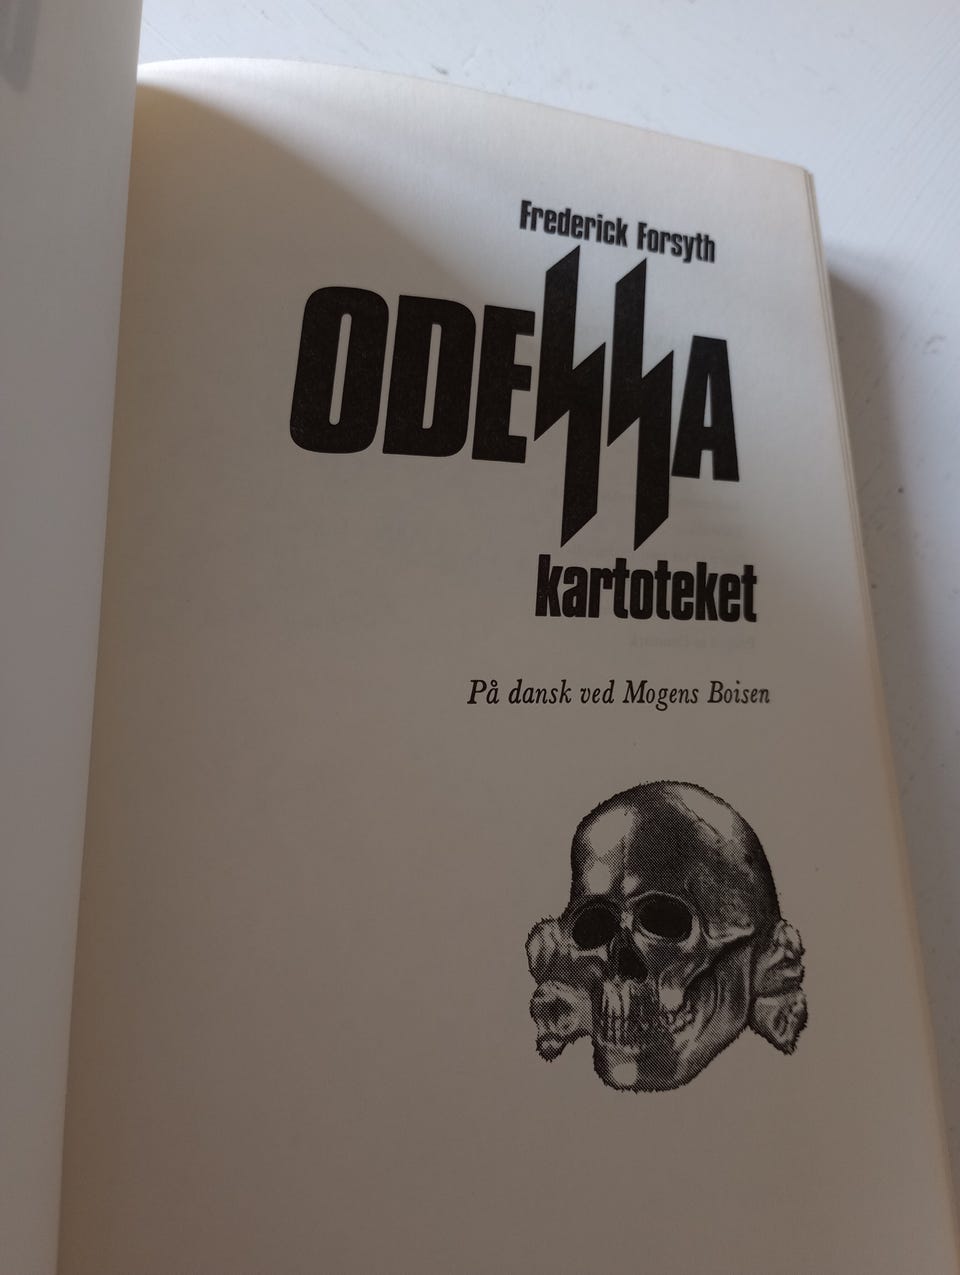 Frederick Forsyth
ODESSA
kartoteket
På dansk ved Mogens Boisen